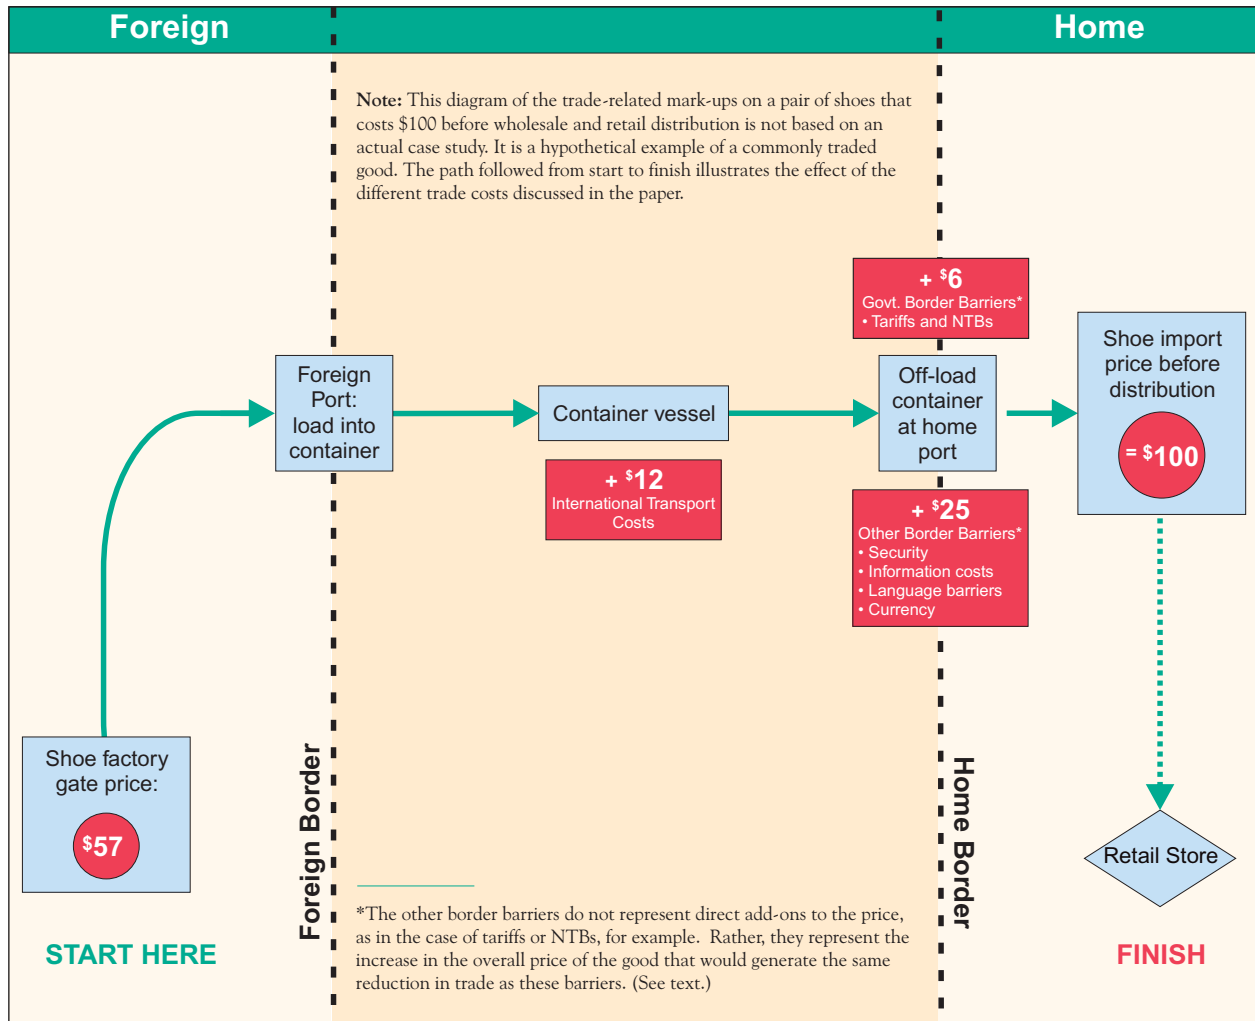 Foreign
Home
Note: This diagram of the trade-related mark-ups on a pair of shoes that
costs $100 before wholesale and retail distribution is not based on an
actual case study. It is a hypothetical example of a commonly traded
good. The path followed from start to finish illustrates the effect of the
different trade costs discussed in the paper.
Shoe factory
gate price:
$57
START HERE
Foreign Border
Foreign
Port:
load into
container
Container vessel
+ $12
International Transport
Costs
+ $6
Govt. Border Barriers*
• Tariffs and NTBs
Off-load
container
at home
port
+ $25
Other Border Barriers*
• Security
• Information costs
• Language barriers
• Currency
Home Border
Shoe import
price before
distribution
= $100
Retail Store
FINISH
*The other border barriers do not represent direct add-ons to the price,
as in the case of tariffs or NTBs, for example. Rather, they represent the
increase in the overall price of the good that would generate the same
reduction in trade as these barriers. (See text.)